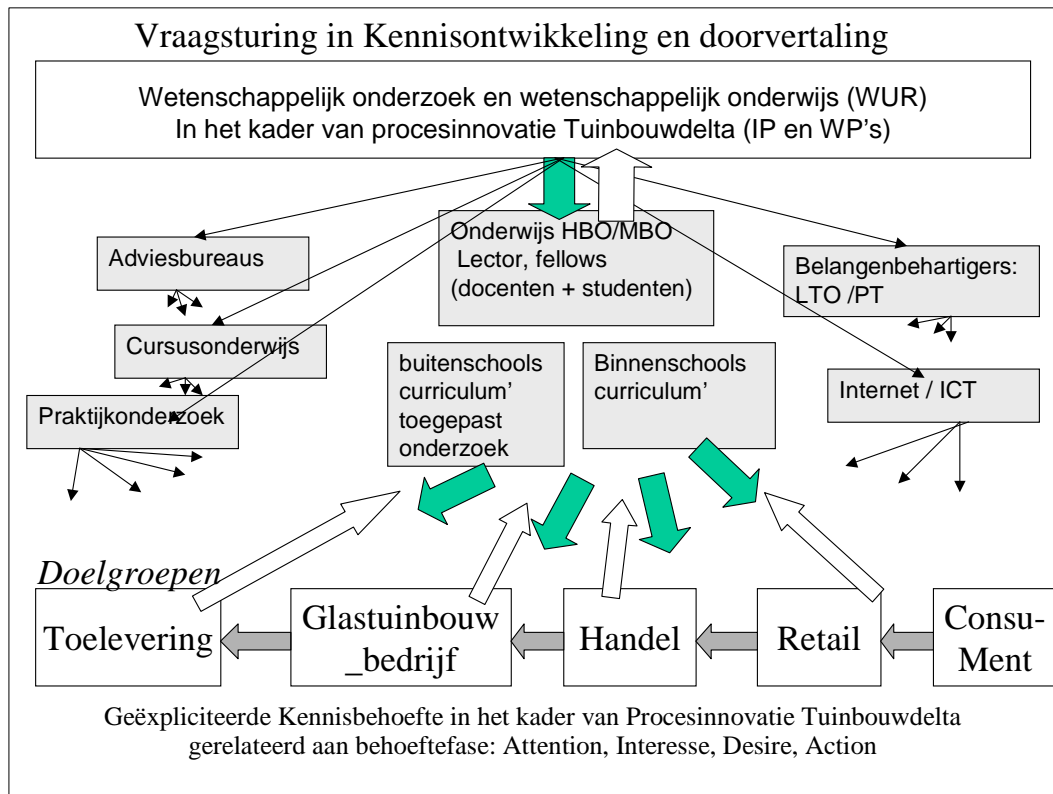 Vraagsturing in Kennisontwikkeling en doorvertaling
Wetenschappelijk onderzoek en wetenschappelijk onderwijs (WUR)
In het kader van procesinnovatie Tuinbouwdelta (IP en WP's)
Adviesbureaus
Onderwijs HBO/MBO
Lector, fellows
(docenten + studenten)
Belangenbehartigers:
LTO /PT
Cursusonderwijs
Praktijkonderzoek
buitenschools
curriculum'
toegepast
onderzoek
Binnenschools
curriculum'
Internet / ICT
Doelgroepen
Toelevering
Glastuinbouw
_bedrijf
Handel
Retail
Consu-
Ment
Geëxpliciteerde Kennisbehoefte in het kader van Procesinnovatie Tuinbouwdelta
gerelateerd aan behoeftefase: Attention, Interesse, Desire, Action